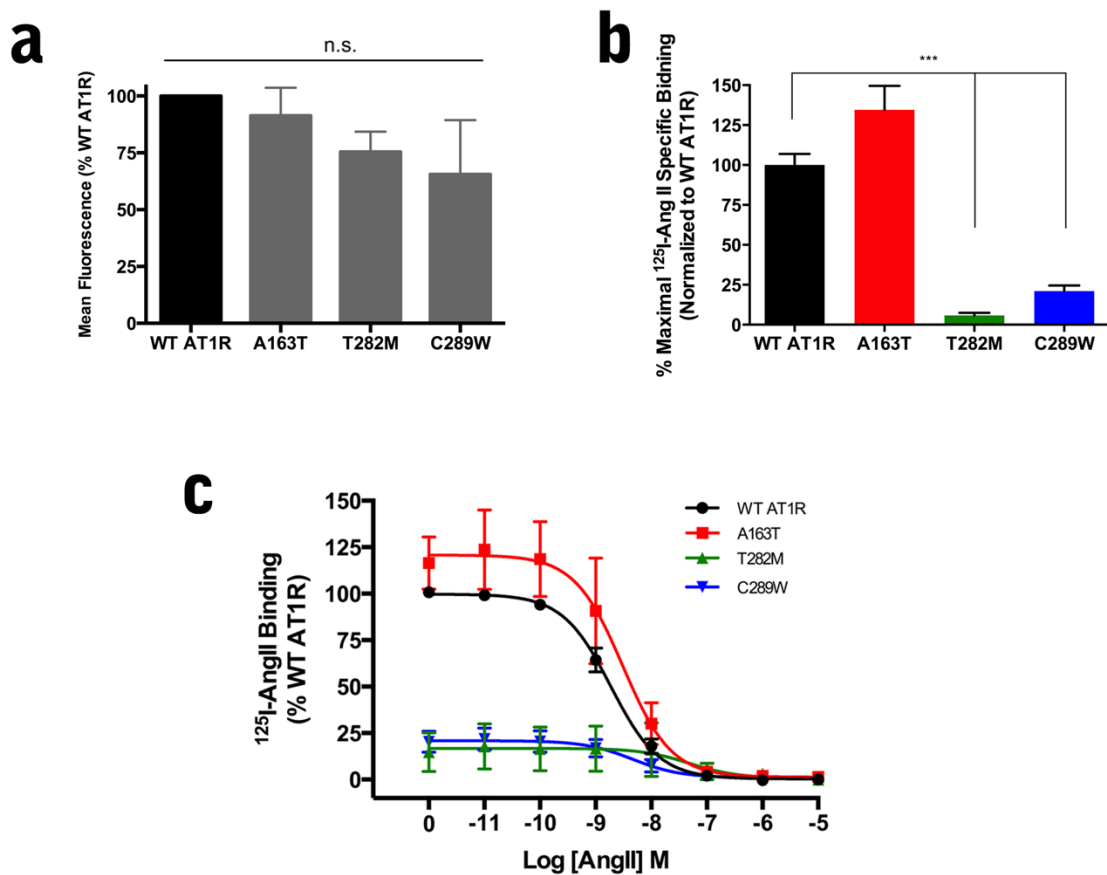 a
n.s.
Mean Fluorescence (% WT AT1R)
100
75
50
25
0
WT AT1R A163T T282M C289W
b
***
% Maximal ¹²⁵I-Ang II Specific Bidning
(Normalized to WT AT1R)
150
125
100
75
50
25
0
WT AT1R A163T T282M C289W
c
¹²⁵I-AngII Binding
(% WT AT1R)
150
125
100
75
50
25
0
WT AT1R
A163T
T282M
C289W
0 -11 -10 -9 -8 -7 -6 -5
Log [AngII] M